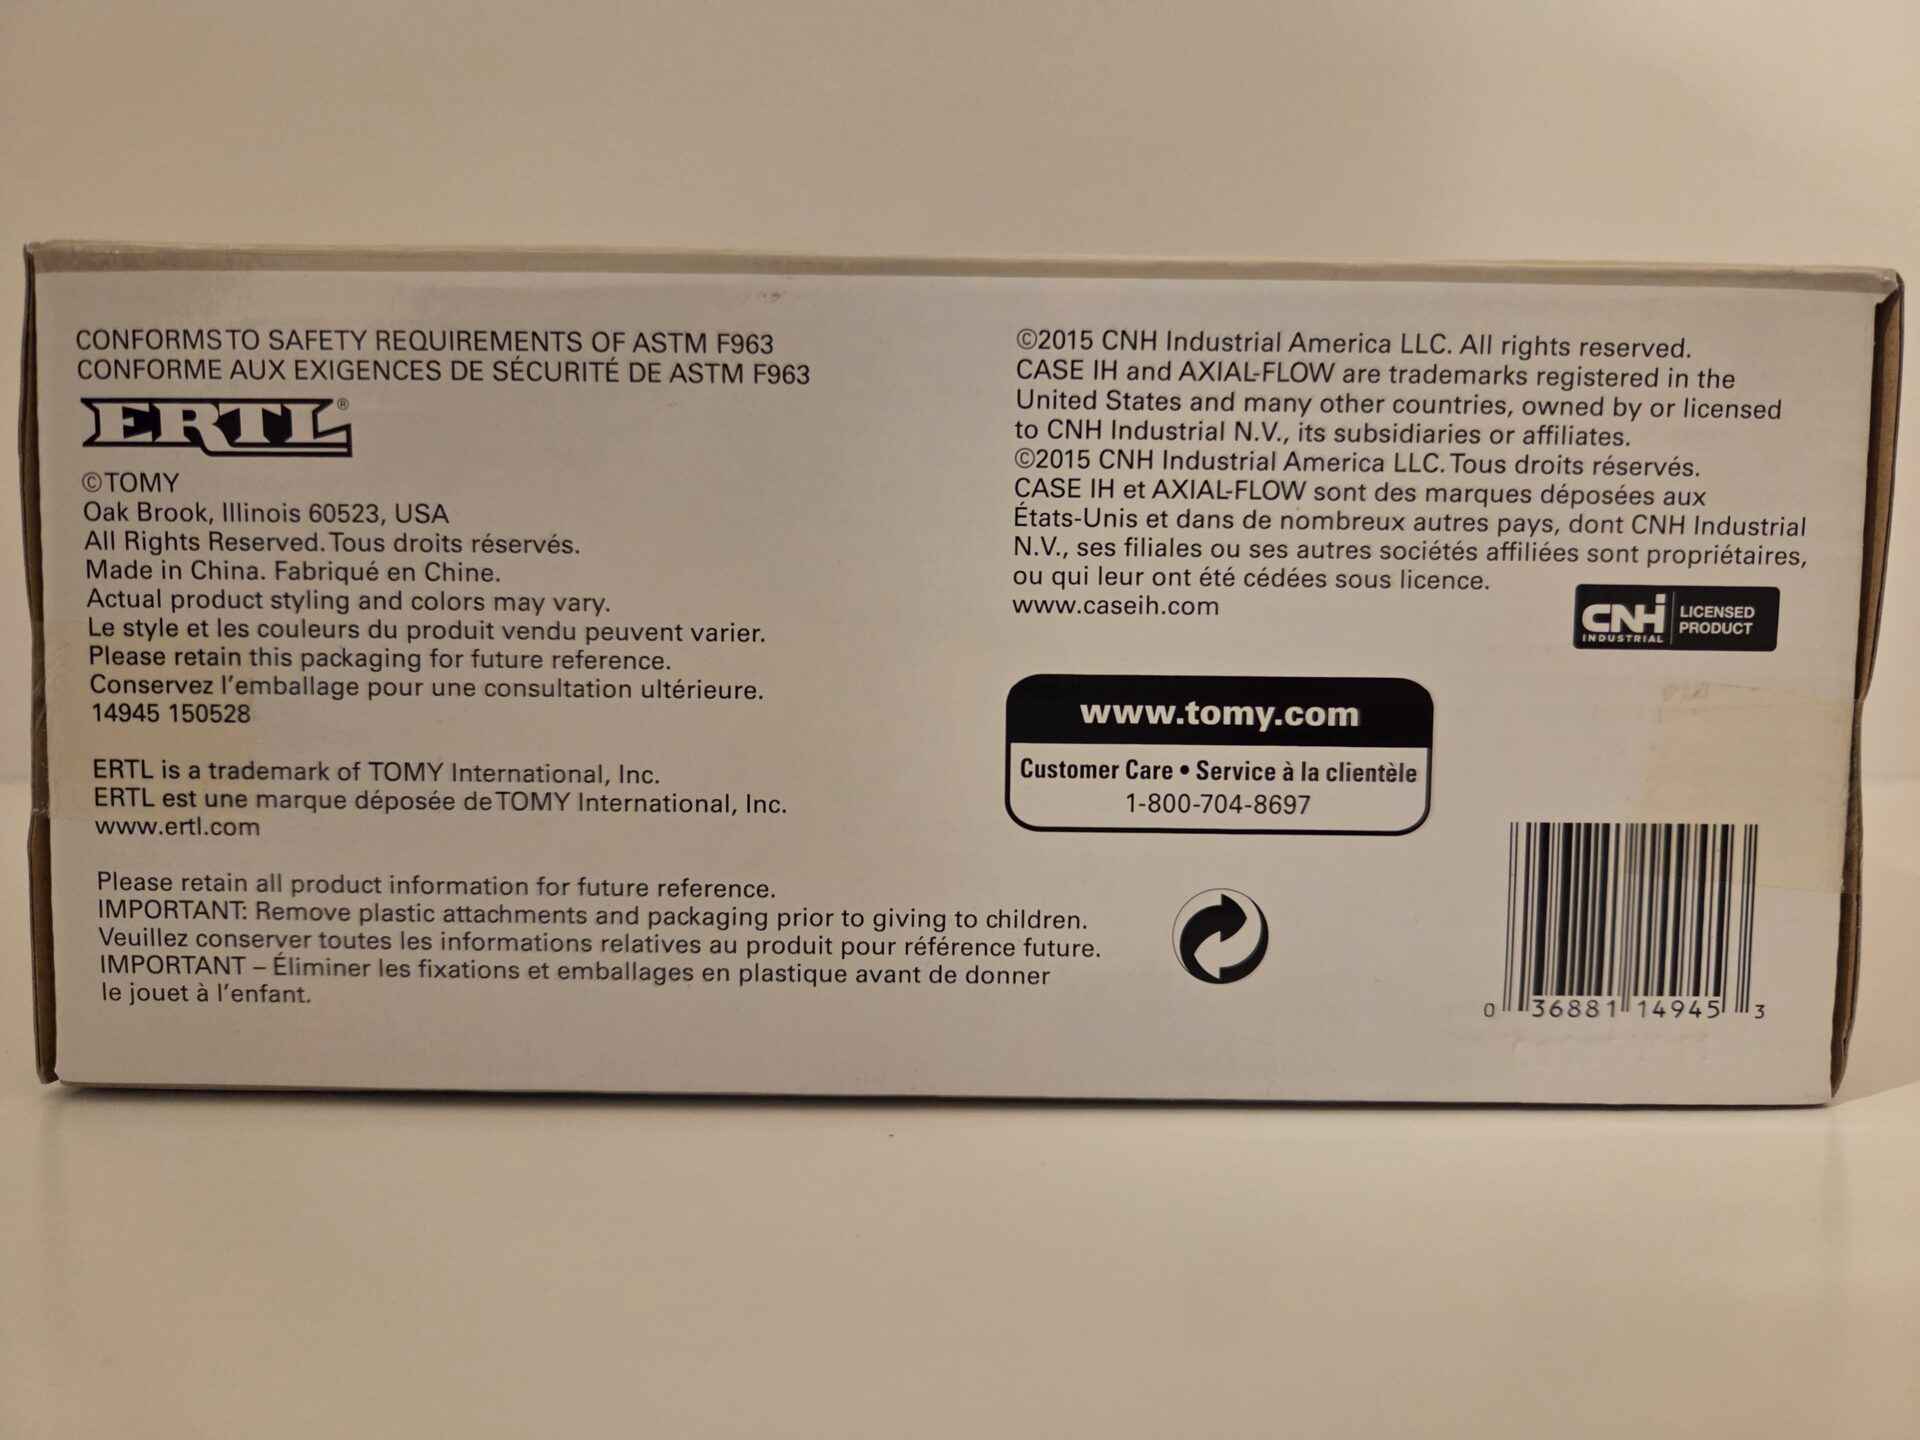 CONFORMS TO SAFETY REQUIREMENTS OF ASTM F963
CONFORME AUX EXIGENCES DE SÉCURITÉ DE ASTM F963
ERTL®
©TOMY
Oak Brook, Illinois 60523, USA
All Rights Reserved. Tous droits réservés.
Made in China. Fabriqué en Chine.
Actual product styling and colors may vary.
Le style et les couleurs du produit vendu peuvent varier.
Please retain this packaging for future reference.
Conservez l'emballage pour une consultation ultérieure.
14945 150528
ERTL is a trademark of TOMY International, Inc.
ERTL est une marque déposée de TOMY International, Inc.
www.ertl.com
Please retain all product information for future reference.
IMPORTANT: Remove plastic attachments and packaging prior to giving to children.
Veuillez conserver toutes les informations relatives au produit pour référence future.
IMPORTANT – Éliminer les fixations et emballages en plastique avant de donner
le jouet à l'enfant.
©2015 CNH Industrial America LLC. All rights reserved.
CASE IH and AXIAL-FLOW are trademarks registered in the
United States and many other countries, owned by or licensed
to CNH Industrial N.V., its subsidiaries or affiliates.
©2015 CNH Industrial America LLC. Tous droits réservés.
CASE IH et AXIAL-FLOW sont des marques déposées aux
États-Unis et dans de nombreux autres pays, dont CNH Industrial
N.V., ses filiales ou ses autres sociétés affiliées sont propriétaires,
ou qui leur ont été cédées sous licence.
www.caseih.com
CNH INDUSTRIAL LICENSED PRODUCT
www.tomy.com
Customer Care • Service à la clientèle
1-800-704-8697
0 36881 14945 3